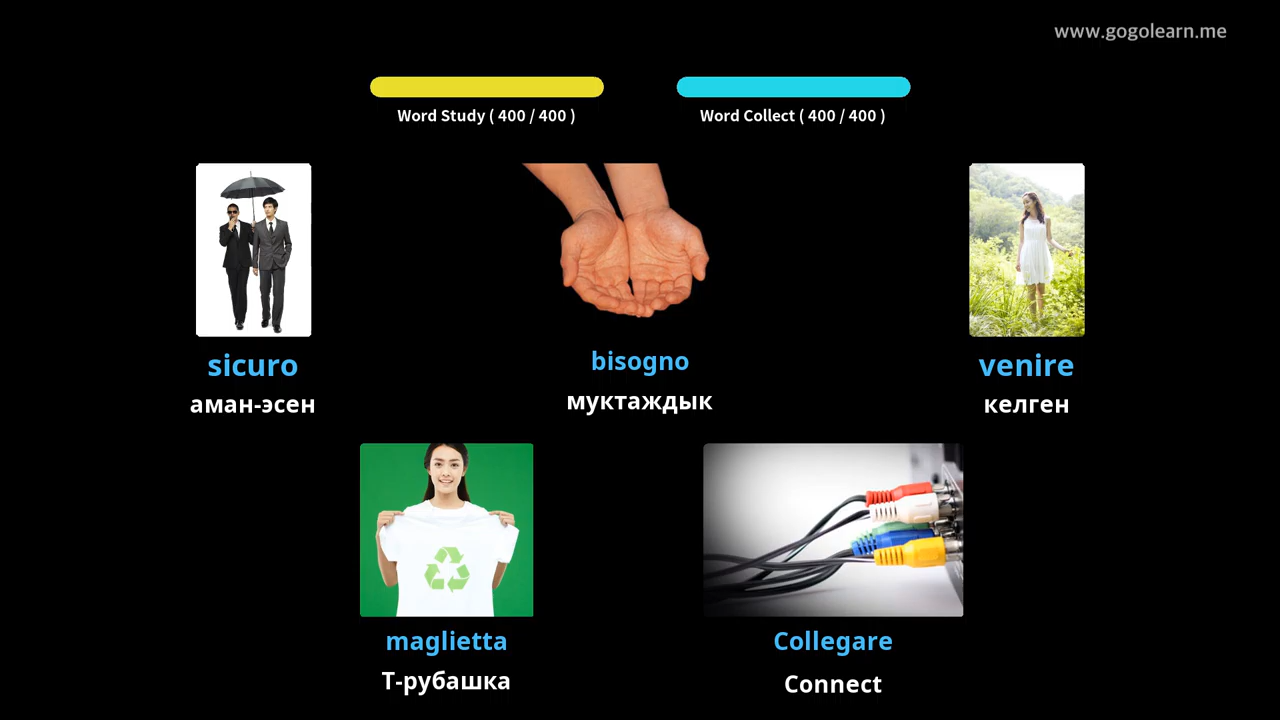 www.gogolearn.me
Word Study ( 400 / 400 )
Word Collect ( 400 / 400 )
sicuro
аман-эсен
bisogno
муктаждык
venire
келген
maglietta
Т-рубашка
Collegare
Connect